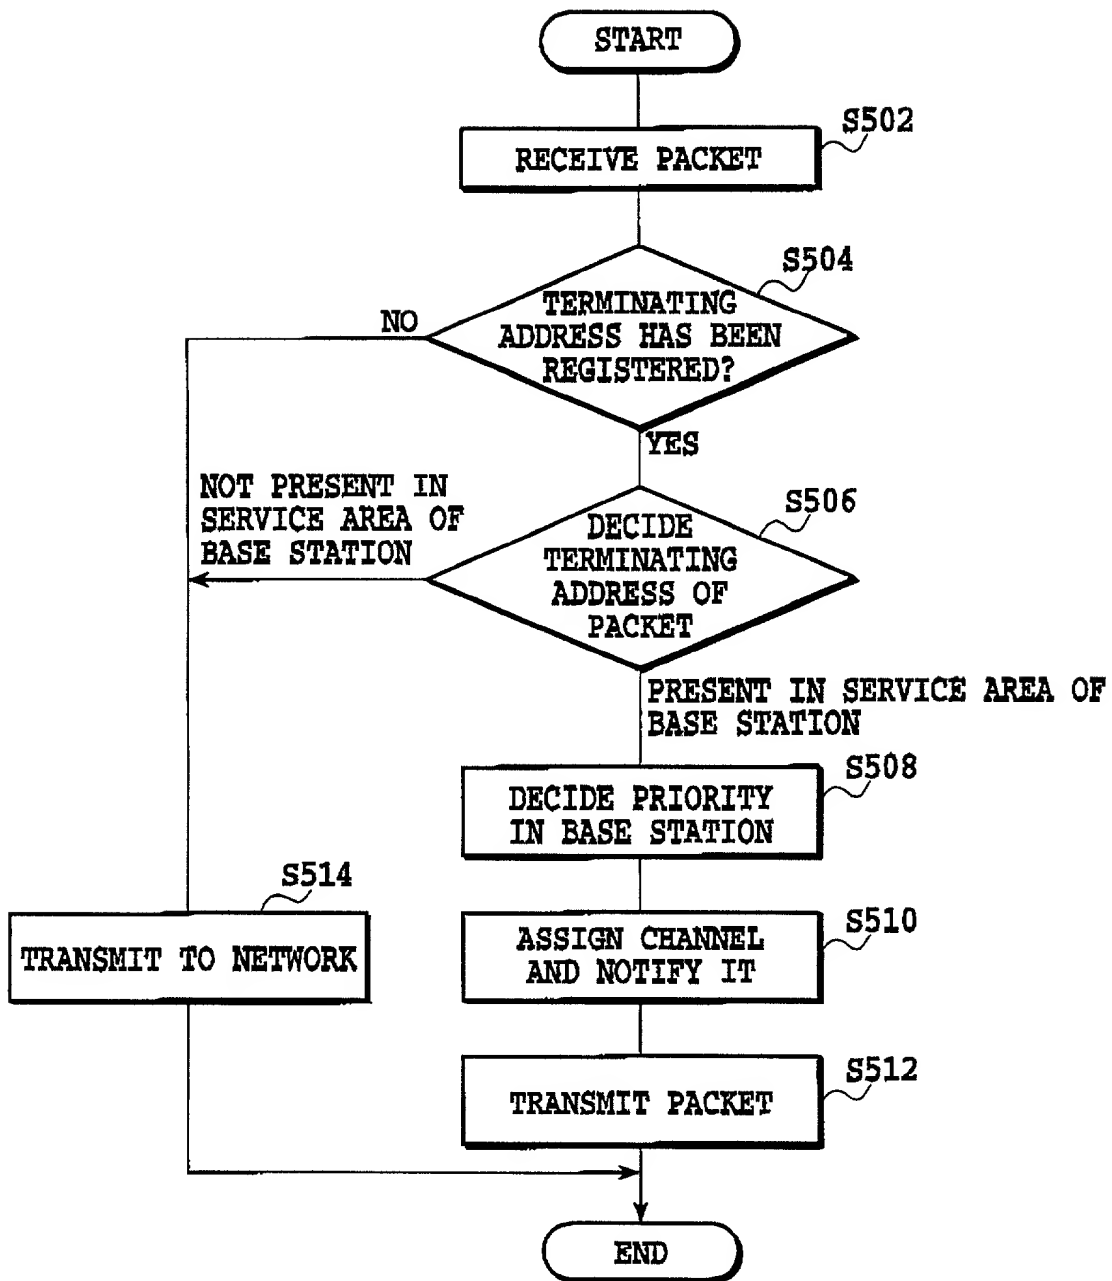 START
S502
RECEIVE PACKET
S504
TERMINATING
ADDRESS HAS BEEN
REGISTERED?
NO
YES
NOT PRESENT IN
SERVICE AREA OF
BASE STATION
S506
DECIDE
TERMINATING
ADDRESS OF
PACKET
PRESENT IN SERVICE AREA OF
BASE STATION
S508
DECIDE PRIORITY
IN BASE STATION
S514
TRANSMIT TO NETWORK
S510
ASSIGN CHANNEL
AND NOTIFY IT
S512
TRANSMIT PACKET
END